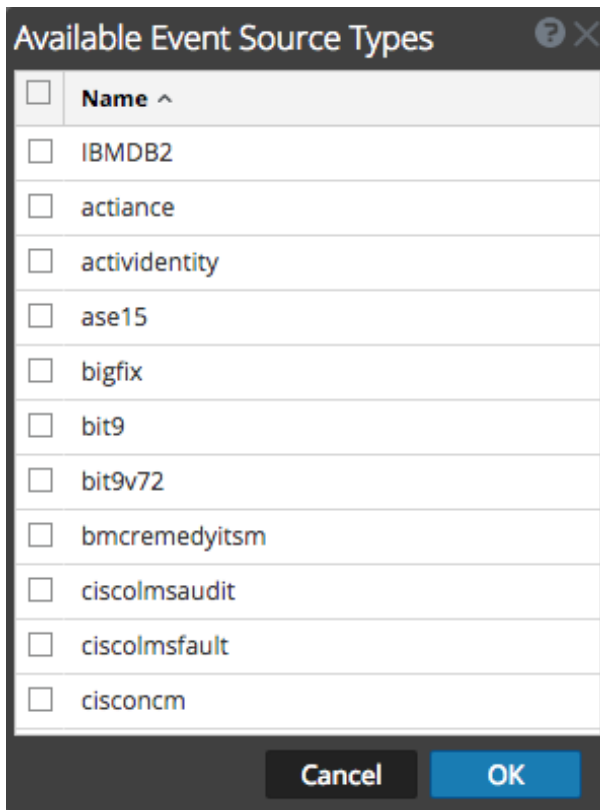 Available Event Source Types
Name
IBMDB2
actiance
actividentity
ase15
bigfix
bit9
bit9v72
bmcremedyitsm
ciscolmsaudit
ciscolmsfault
cisconcm
Cancel OK